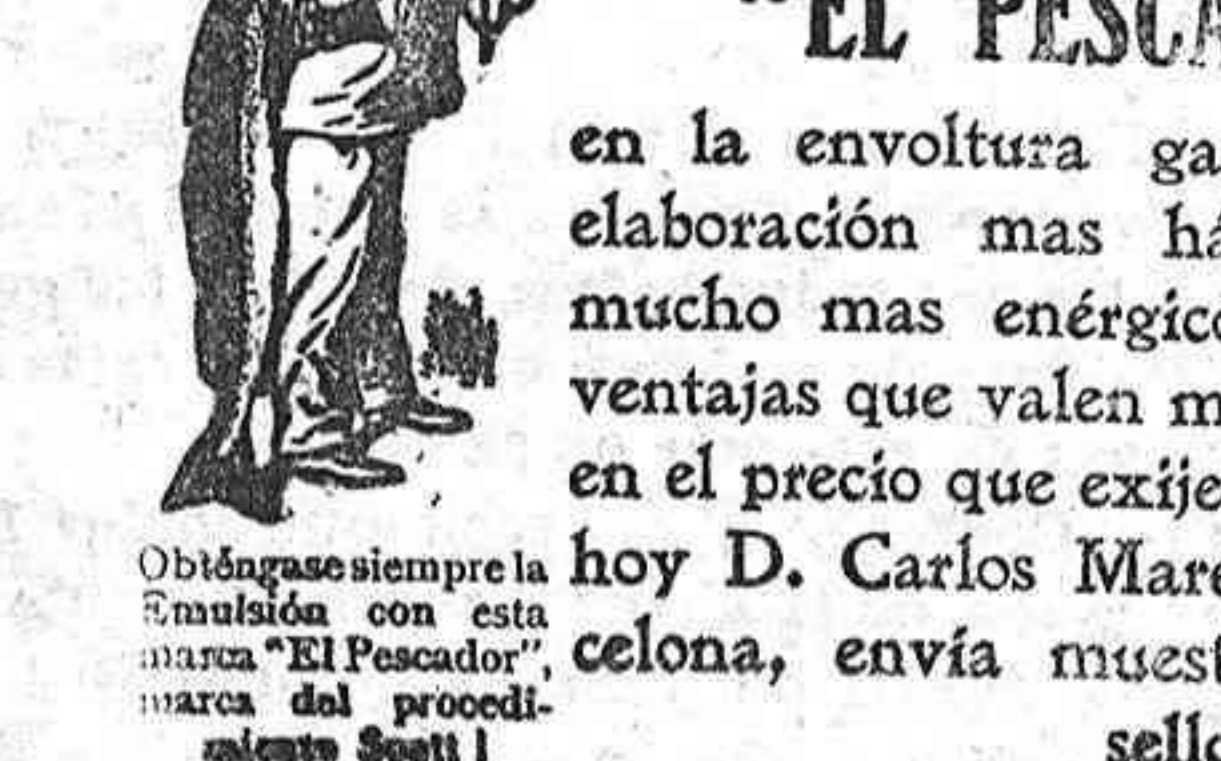 "EL PESCA
en la envoltura ga
elaboración mas há
mucho mas enérgico
ventajas que valen m
en el precio que exije
hoy D. Carlos Mare
celona, envía muest
sello
Obténgase siempre la
Emulsión con esta
marca "El Pescador",
marca del procedi-
miento Scott!